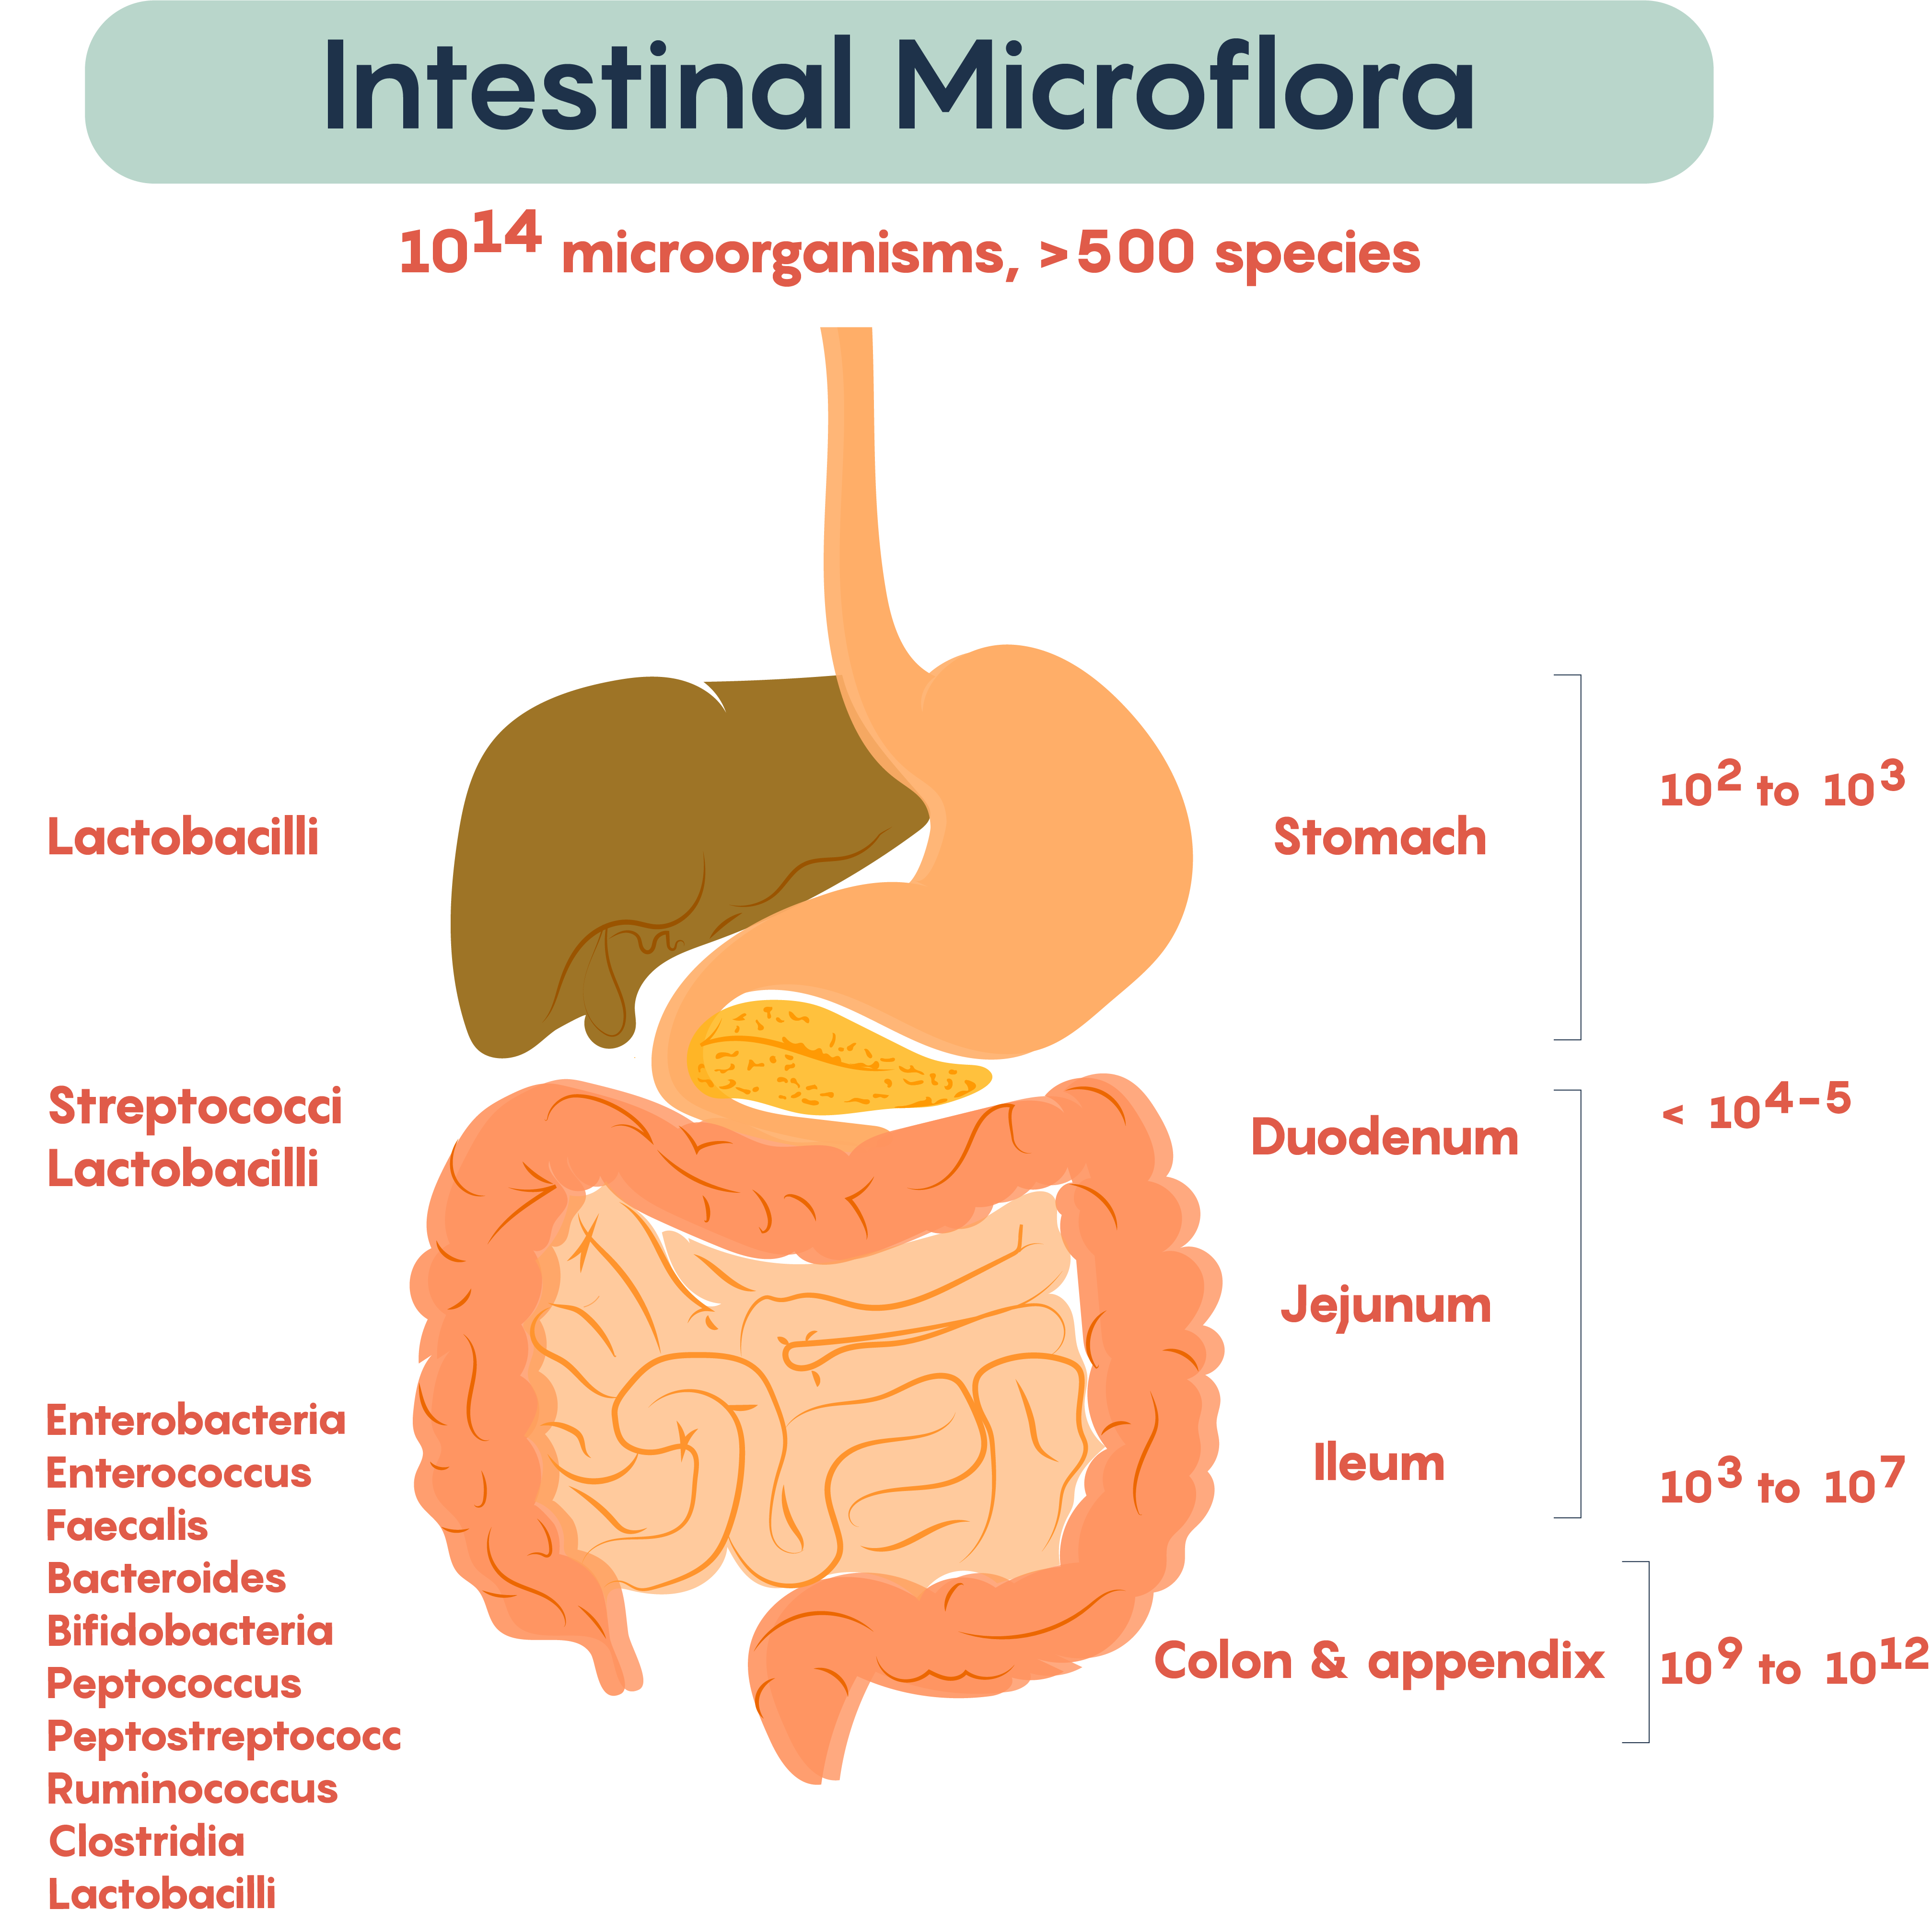 Intestinal Microflora
10¹⁴ microorganisms, >500 species
Lactobacilli
Stomach
10² to 10³
Streptococci
Lactobacilli
Duodenum
< 10⁴⁻⁵
Jejunum
Ileum
10³ to 10⁷
Enterobacteria
Enterococcus
Faecalis
Bacteroides
Bifidobacteria
Peptococcus
Peptostreptococc
Ruminococcus
Clostridia
Lactobacilli
Colon & appendix
10⁹ to 10¹²